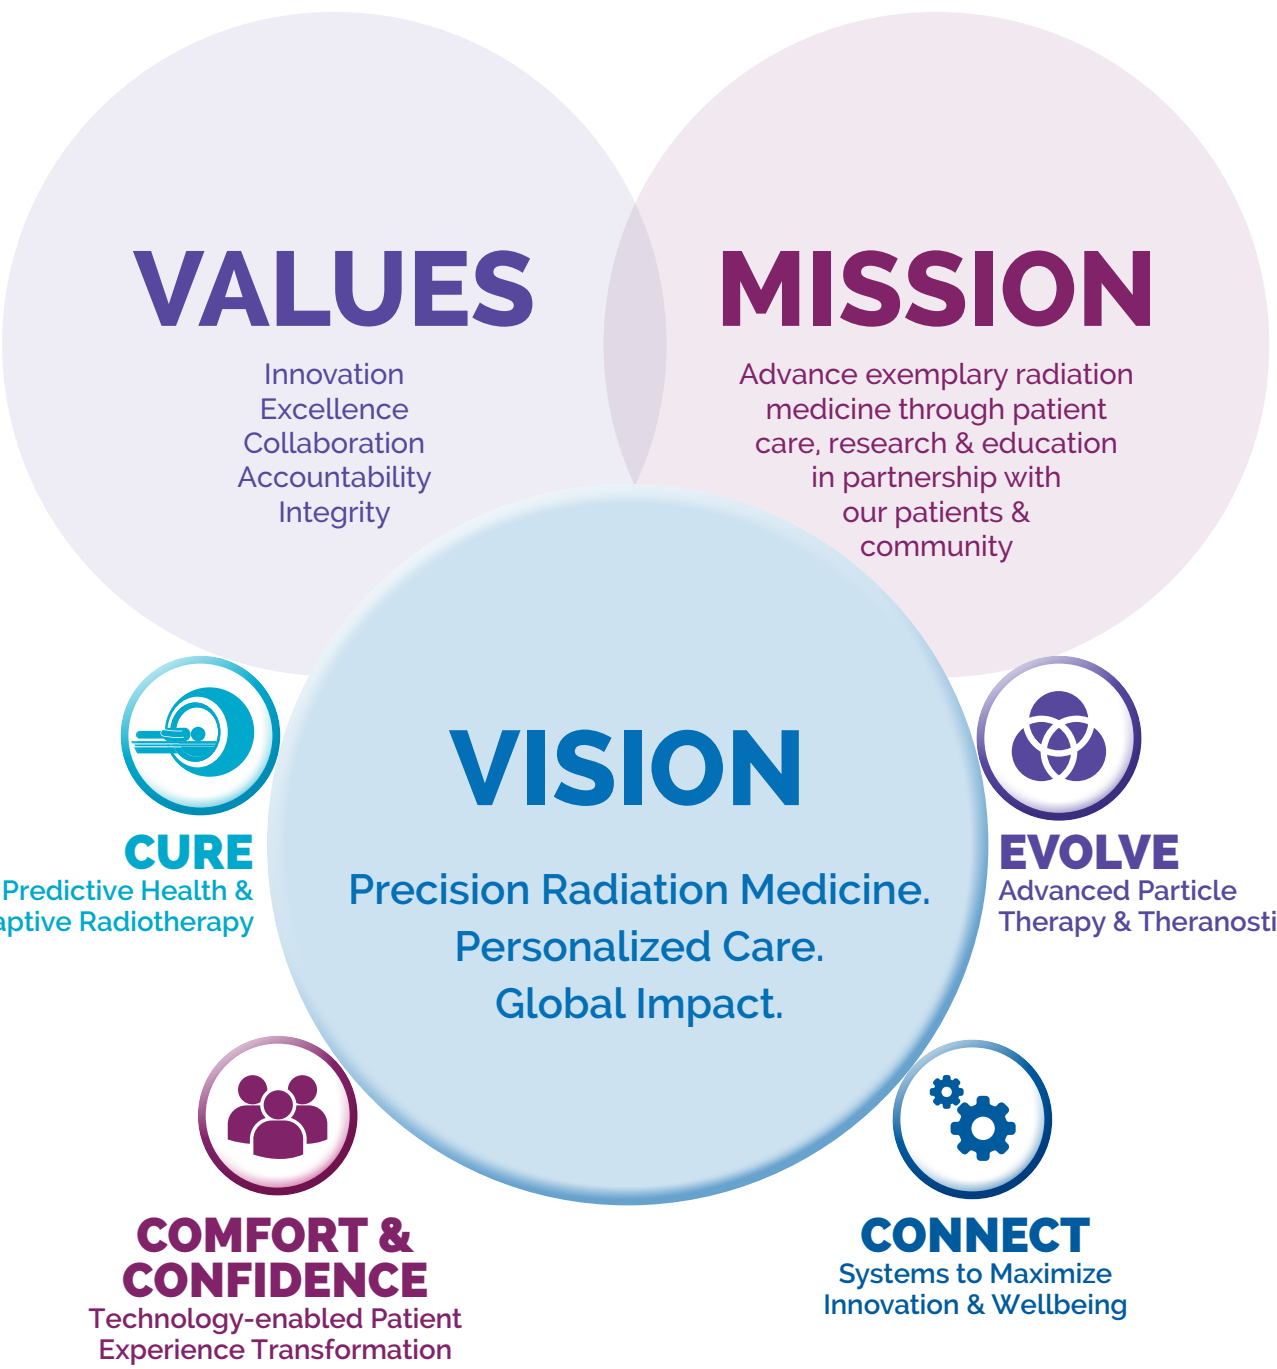 VALUES
Innovation
Excellence
Collaboration
Accountability
Integrity
MISSION
Advance exemplary radiation
medicine through patient
care, research & education
in partnership with
our patients &
community
VISION
Precision Radiation Medicine.
Personalized Care.
Global Impact.
CURE
Predictive Health &
aptive Radiotherapy
EVOLVE
Advanced Particle
Therapy & Theranosti
COMFORT &
CONFIDENCE
Technology-enabled Patient
Experience Transformation
CONNECT
Systems to Maximize
Innovation & Wellbeing